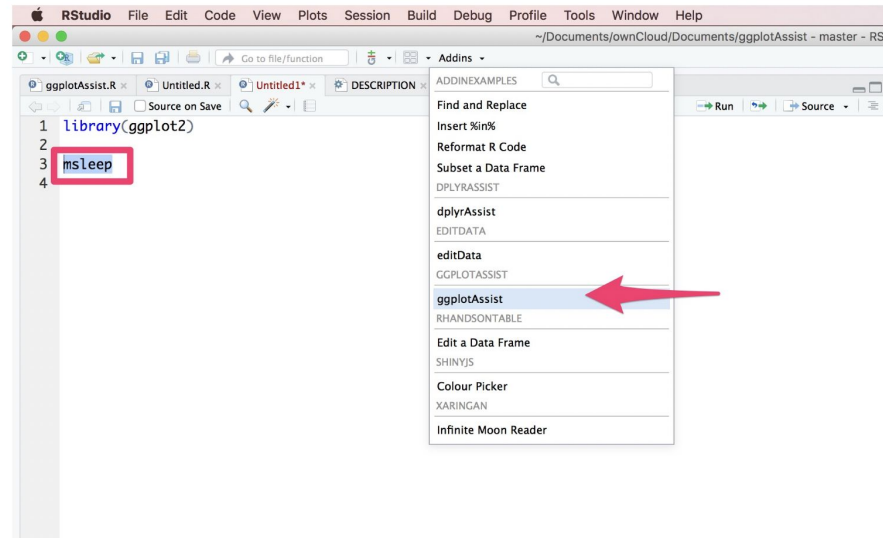 RStudio File Edit Code View Plots Session Build Debug Profile Tools Window Help
~/Documents/ownCloud/Documents/ggplotAssist - master - RS
Go to file/function Addins
ggplotAssist.R Untitled.R Untitled1* DESCRIPTION
Source on Save Run Source
1 library(ggplot2)
2
3 msleep
4
ADDINEXAMPLES
Find and Replace
Insert %in%
Reformat R Code
Subset a Data Frame
DPLYRASSIST
dplyrAssist
EDITDATA
editData
GGPLOTASSIST
ggplotAssist
RHANDSONTABLE
Edit a Data Frame
SHINYJS
Colour Picker
XARINGAN
Infinite Moon Reader